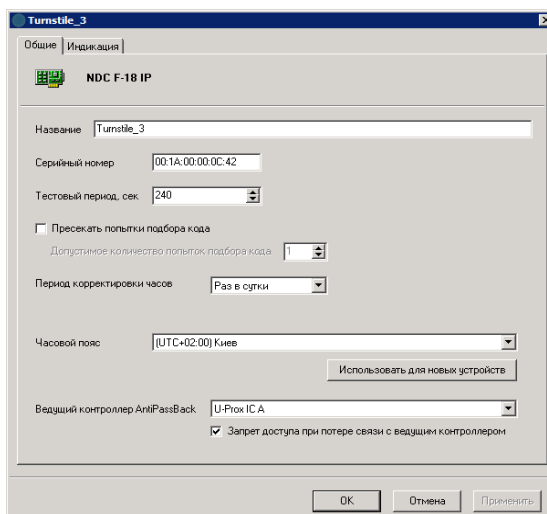 Turnstile_3
Общие Индикация
NDC F-18 IP
Название Turnstile_3
Серийный номер 00:1A:00:00:0C:42
Тестовый период, сек 240
Пресекать попытки подбора кода
Допустимое количество попыток подбора кода 1
Период корректировки часов Раз в сутки
Часовой пояс (UTC+02:00) Киев
Использовать для новых устройств
Ведущий контроллер AntiPassBack U-Prox IC A
Запрет доступа при потере связи с ведущим контроллером
OK Отмена Применить